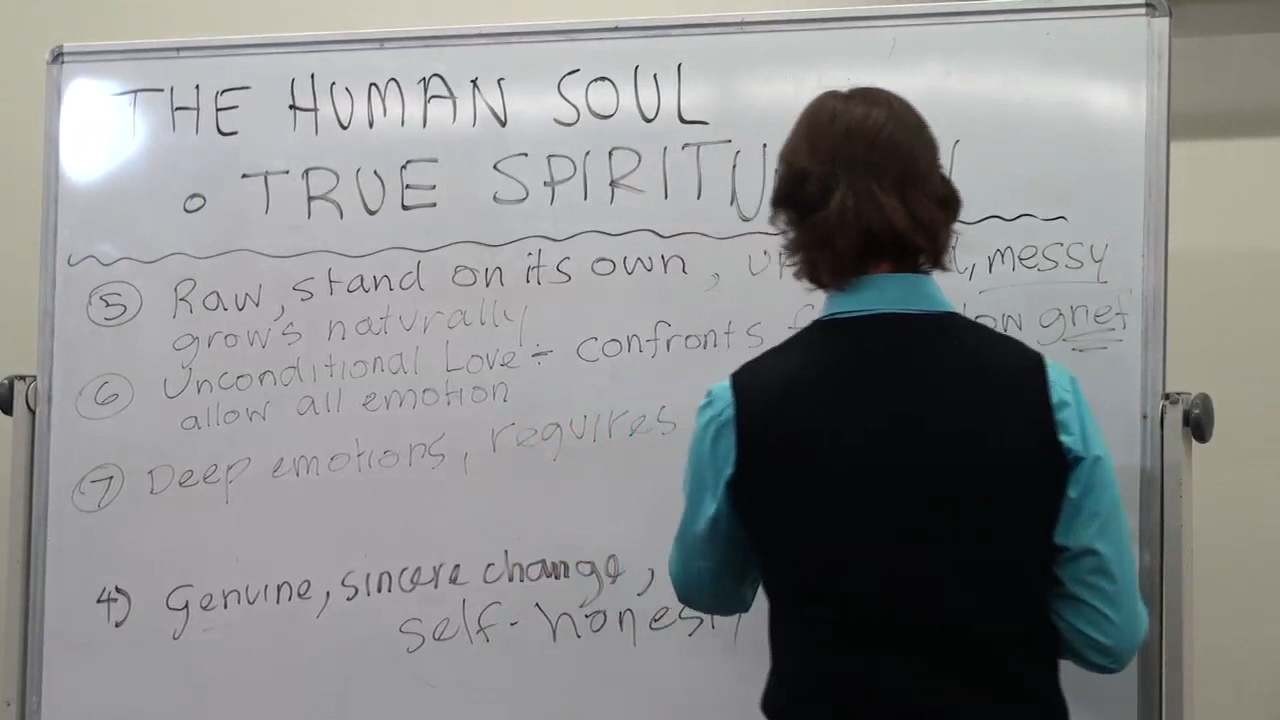 THE HUMAN SOUL
• TRUE SPIRITU
⑤ Raw, stand on its own, messy
grows naturally
⑥ Unconditional Love ÷ confronts grief
allow all emotion
⑦ Deep emotions, requires
4) Genuine, sincere change,
self-honesty